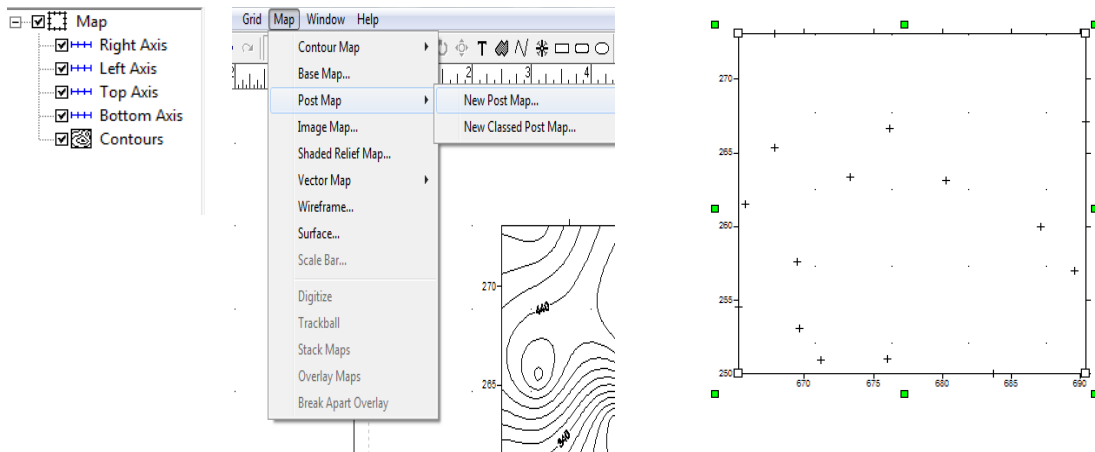 Map
Right Axis
Left Axis
Top Axis
Bottom Axis
Contours
Grid Map Window Help
Contour Map
Base Map...
Post Map
Image Map...
Shaded Relief Map...
Vector Map
Wireframe...
Surface...
Scale Bar...
Digitize
Trackball
Stack Maps
Overlay Maps
Break Apart Overlay
New Post Map...
New Classed Post Map...
T
2 3 4
270
265
440
340
270
265
260
255
250
670 675 680 685 690